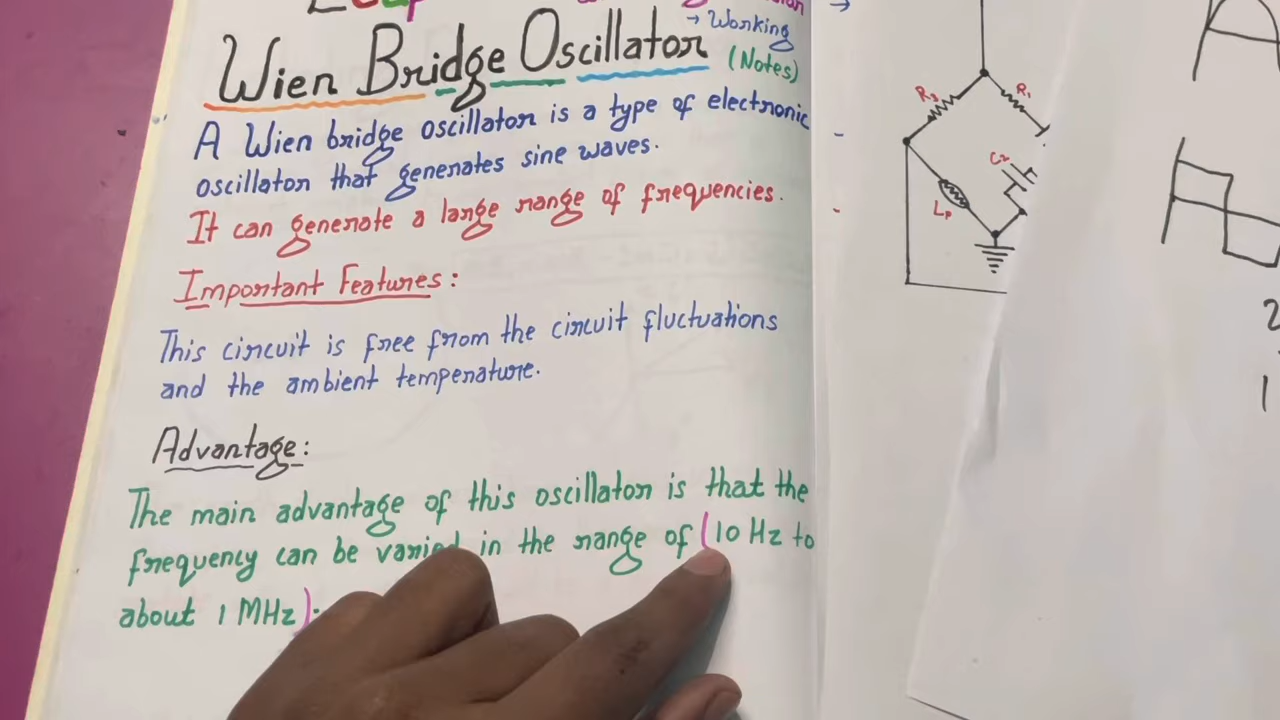 → Working
Wien Bridge Oscillator
(Notes)
A Wien bridge oscillator is a type of electronic
oscillator that generates sine waves.
It can generate a large range of frequencies.
Important Features:
This circuit is free from the circuit fluctuations
and the ambient temperature.
Advantage:
The main advantage of this oscillator is that the
frequency can be varied in the range of (10 Hz to
about 1 MHz).
R3
R1
C2
Lp
2
1